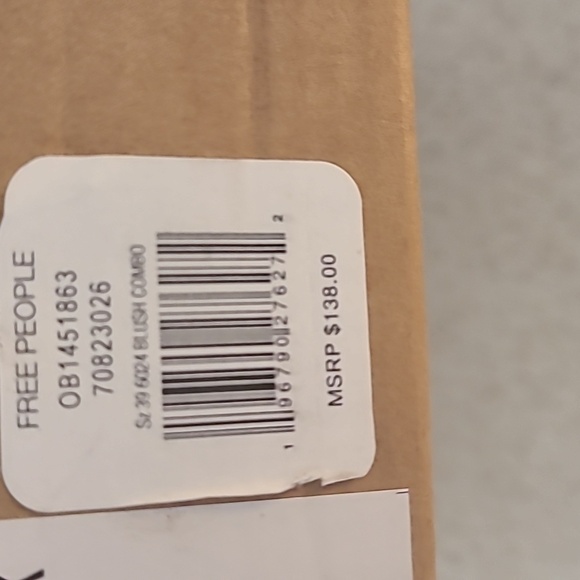 FREE PEOPLE
OB1451863
70823026
Sz 39 6024 BLUSH COMBO
1 96790 27627 2
MSRP $138.00